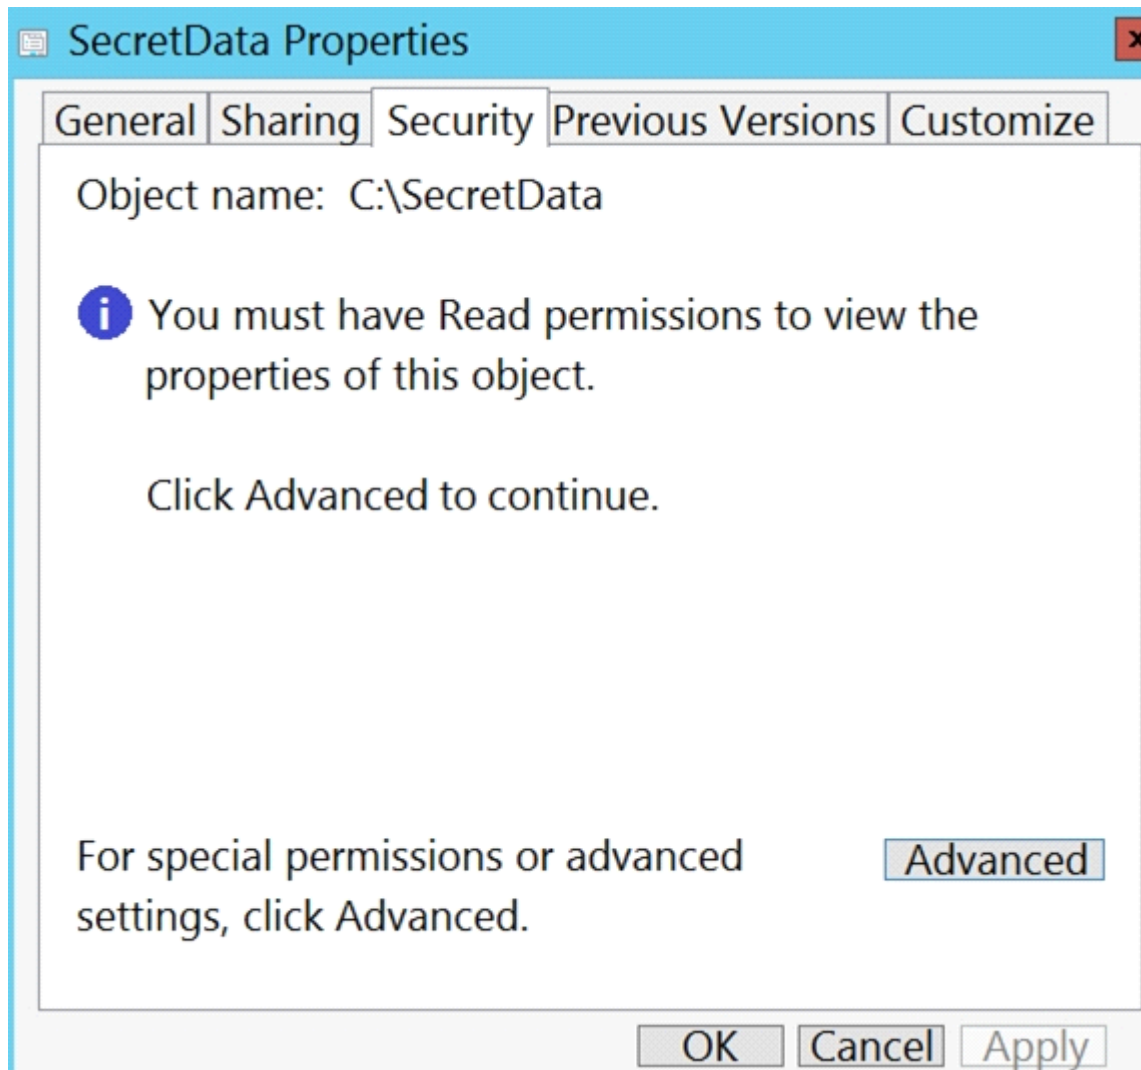 SecretData Properties
x
General Sharing Security Previous Versions Customize
Object name: C:\SecretData
i You must have Read permissions to view the
properties of this object.
Click Advanced to continue.
For special permissions or advanced
settings, click Advanced.
Advanced
OK Cancel Apply